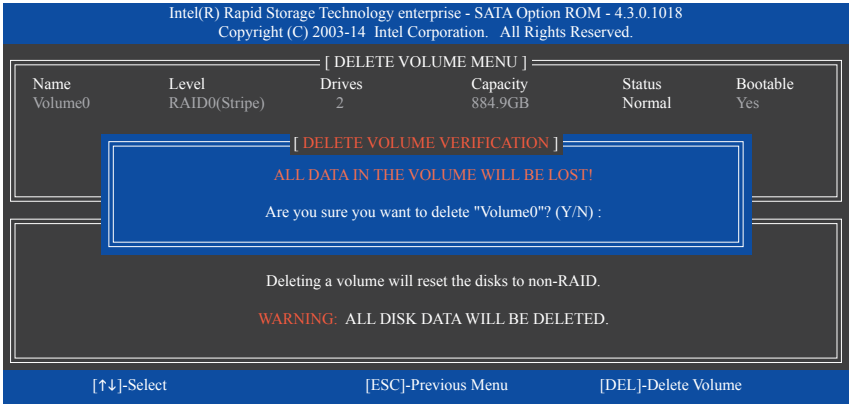 Intel(R) Rapid Storage Technology enterprise - SATA Option ROM - 4.3.0.1018
Copyright (C) 2003-14 Intel Corporation. All Rights Reserved.
[ DELETE VOLUME MENU ]
Name Level Drives Capacity Status Bootable
Volume0 RAID0(Stripe) 2 884.9GB Normal Yes
[ DELETE VOLUME VERIFICATION ]
ALL DATA IN THE VOLUME WILL BE LOST!
Are you sure you want to delete "Volume0"? (Y/N) :
Deleting a volume will reset the disks to non-RAID.
WARNING: ALL DISK DATA WILL BE DELETED.
[↑↓]-Select [ESC]-Previous Menu [DEL]-Delete Volume